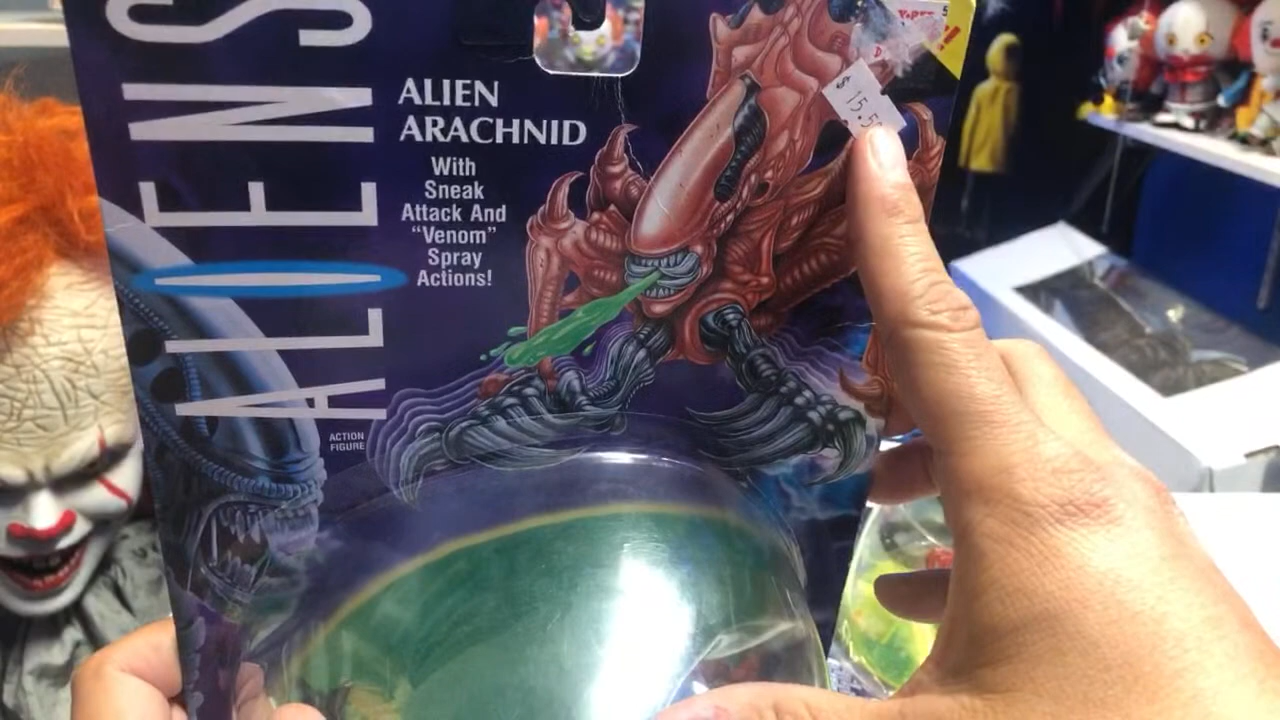 ALIENS
ALIEN
ARACHNID
With
Sneak
Attack And
“Venom”
Spray
Actions!
ACTION
FIGURE